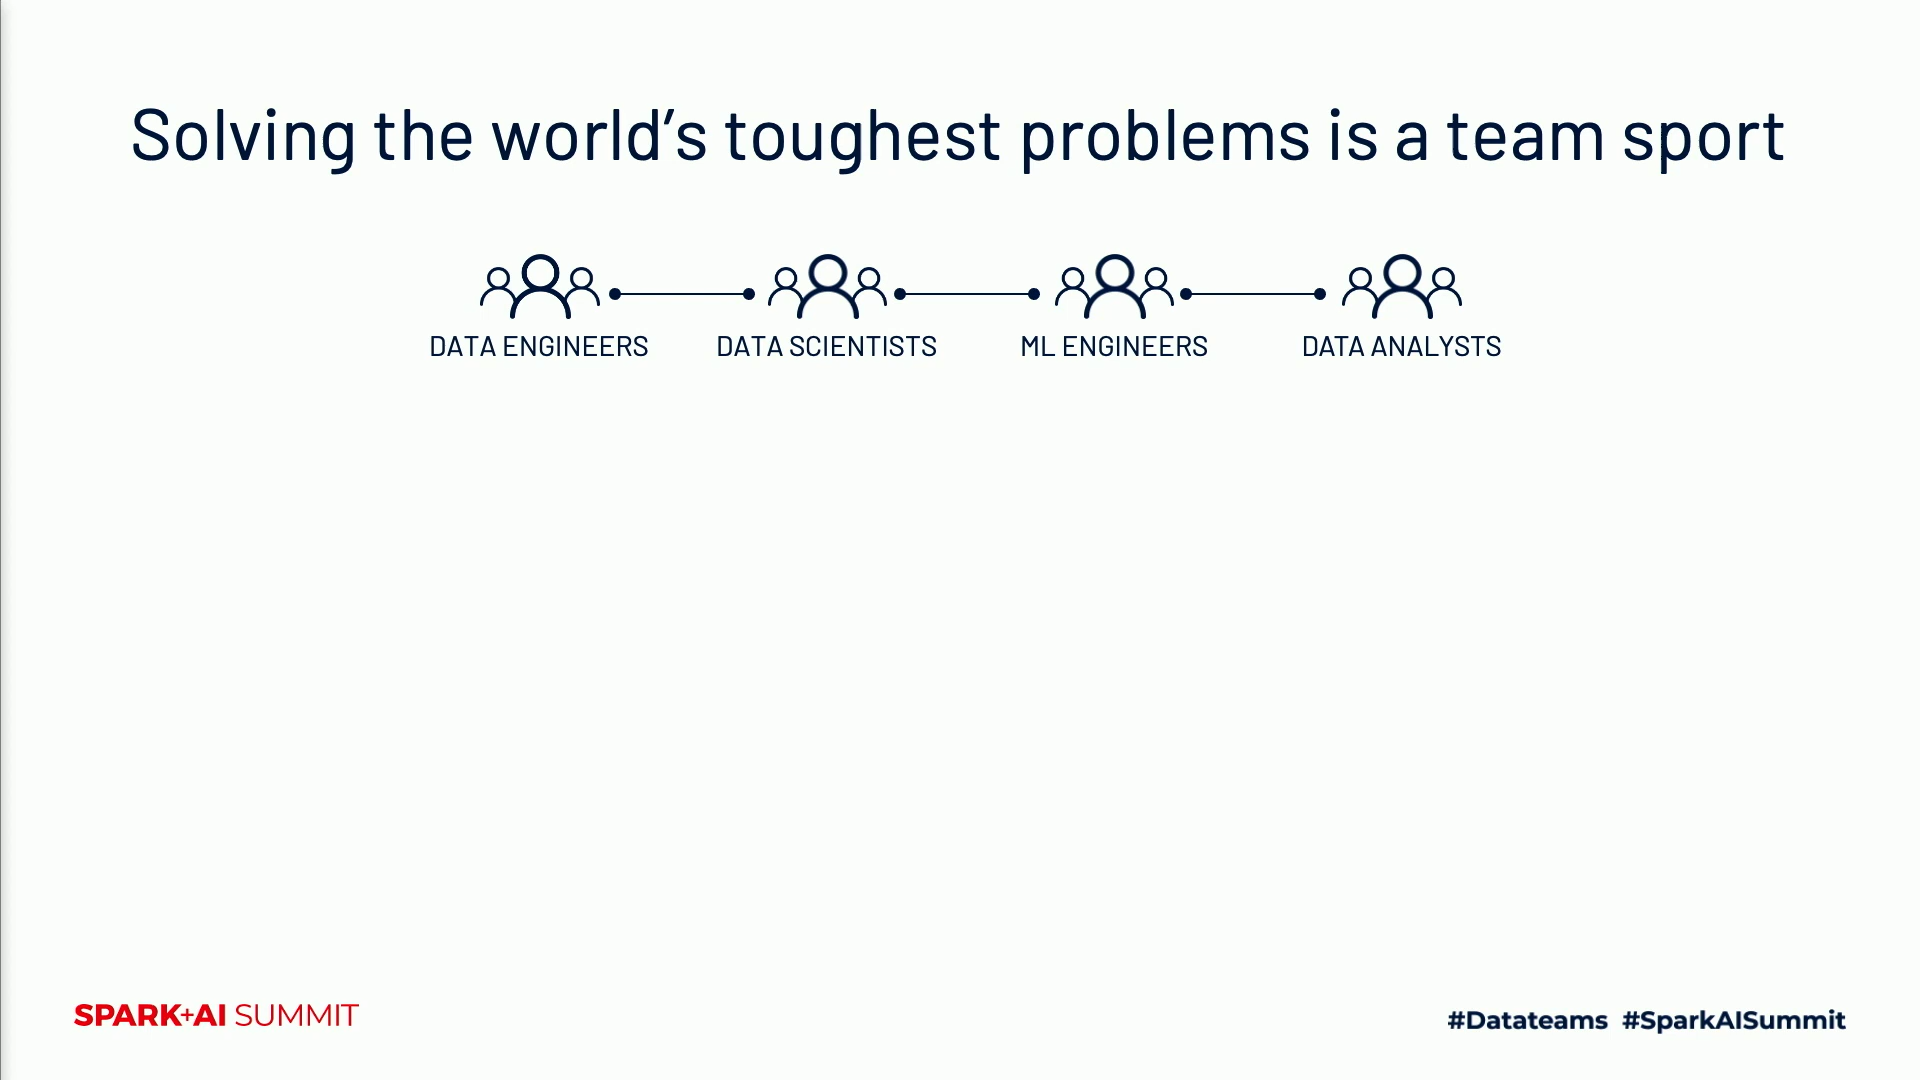 Solving the world’s toughest problems is a team sport
DATA ENGINEERS
DATA SCIENTISTS
ML ENGINEERS
DATA ANALYSTS
SPARK+AI SUMMIT
#Datateams #SparkAISummit